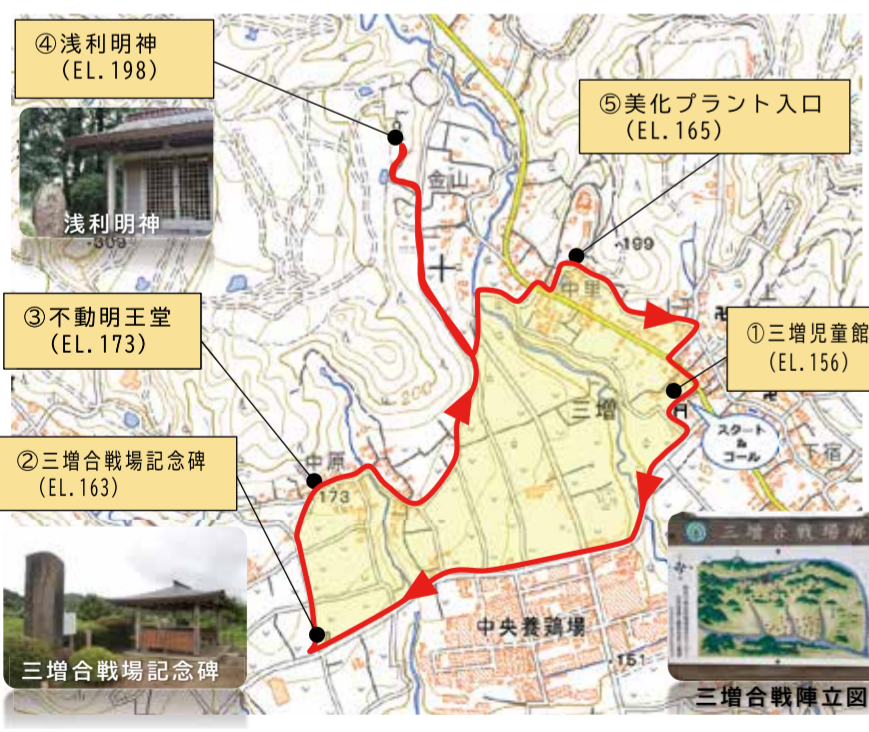 ④浅利明神
(EL.198)
浅利明神
309
金山
⑤美化プラント入口
(EL.165)
199
中里
③不動明王堂
(EL.173)
200
①三増児童館
(EL.156)
三増
スタート
&
ゴール
下宿
上
中原
173
②三増合戦場記念碑
(EL.163)
三増合戦場記念碑
中央養鶏場
151
三増合戦場跡
三増合戦陣立図